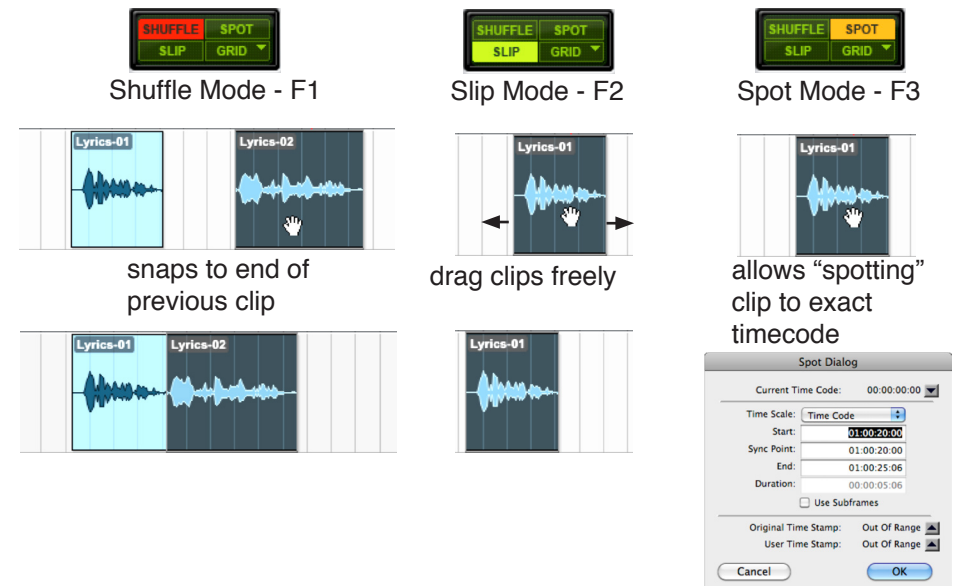 SHUFFLE SPOT
SLIP GRID
Shuffle Mode - F1
Lyrics-01
Lyrics-02
snaps to end of
previous clip
Lyrics-01
Lyrics-02
SHUFFLE SPOT
SLIP GRID
Slip Mode - F2
Lyrics-01
drag clips freely
Lyrics-01
SHUFFLE SPOT
SLIP GRID
Spot Mode - F3
Lyrics-01
allows “spotting”
clip to exact
timecode
Spot Dialog
Current Time Code: 00:00:00:00
Time Scale: Time Code
Start: 01:00:20:00
Sync Point: 01:00:20:00
End: 01:00:25:06
Duration: 00:00:05:06
Use Subframes
Original Time Stamp: Out Of Range
User Time Stamp: Out Of Range
Cancel OK